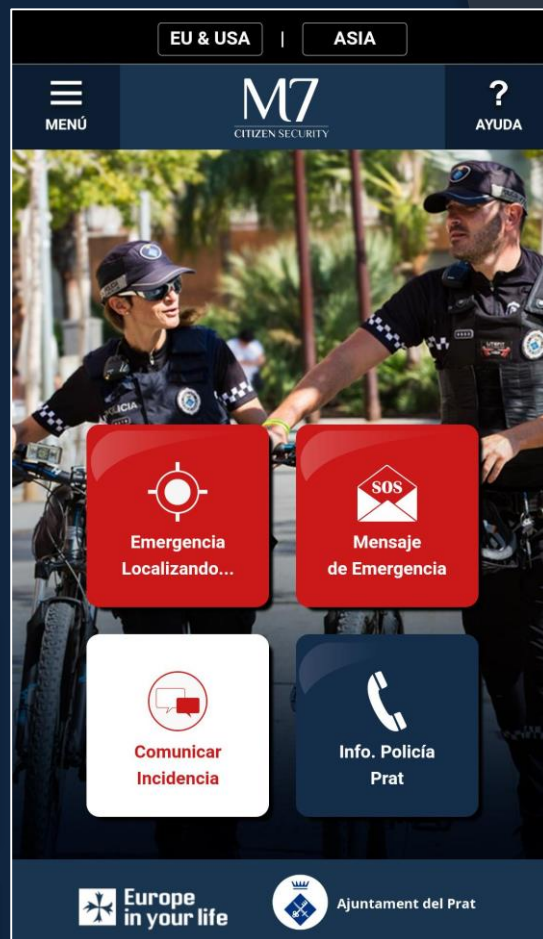 EU & USA | ASIA
MENÚ
M7
CITIZEN SECURITY
?
AYUDA
POLICIA
Emergencia
Localizando...
SOS
Mensaje
de Emergencia
Comunicar
Incidencia
Info. Policía
Prat
Europe
in your life
Ajuntament del Prat